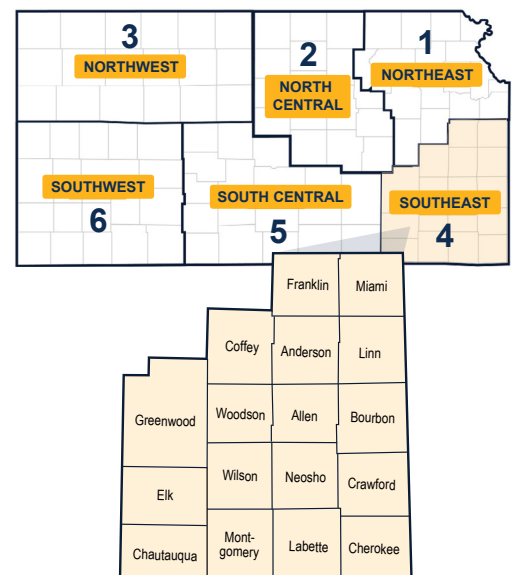 3
NORTHWEST
2
NORTH
CENTRAL
1
NORTHEAST
SOUTHWEST
6
SOUTH CENTRAL
5
SOUTHEAST
4
Franklin
Miami
Coffey
Anderson
Linn
Greenwood
Woodson
Allen
Bourbon
Elk
Wilson
Neosho
Crawford
Chautauqua
Mont-
gomery
Labette
Cherokee